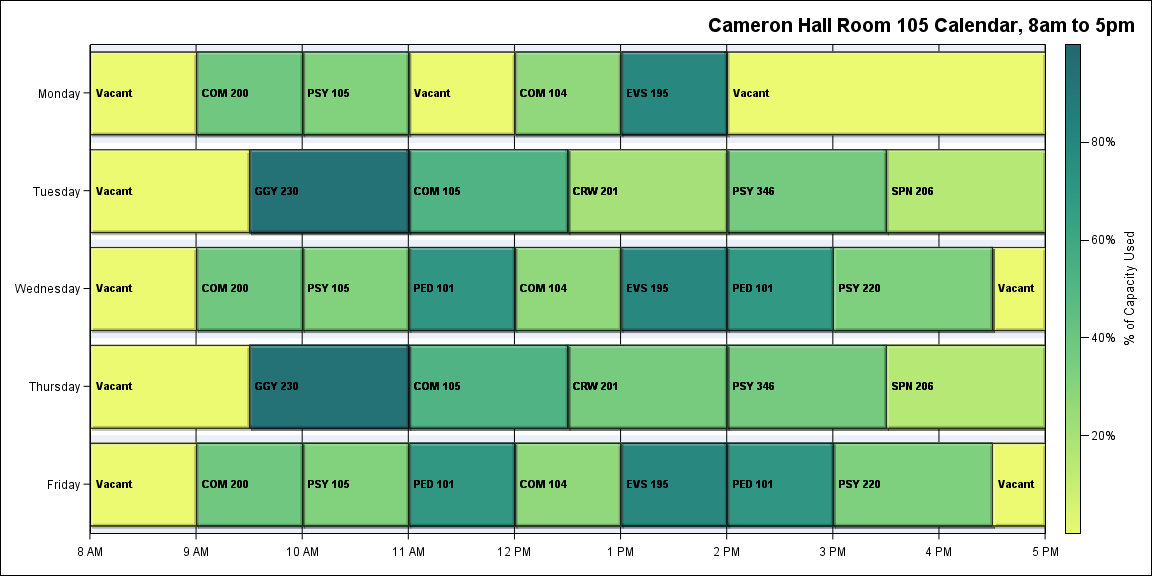 Cameron Hall Room 105 Calendar, 8am to 5pm
Monday
Vacant
COM 200
PSY 105
Vacant
COM 104
EVS 195
Vacant
Tuesday
Vacant
GGY 230
COM 105
CRW 201
PSY 346
SPN 206
Wednesday
Vacant
COM 200
PSY 105
PED 101
COM 104
EVS 195
PED 101
PSY 220
Vacant
Thursday
Vacant
GGY 230
COM 105
CRW 201
PSY 346
SPN 206
Friday
Vacant
COM 200
PSY 105
PED 101
COM 104
EVS 195
PED 101
PSY 220
Vacant
8 AM
9 AM
10 AM
11 AM
12 PM
1 PM
2 PM
3 PM
4 PM
5 PM
80%
60%
40%
20%
% of Capacity Used